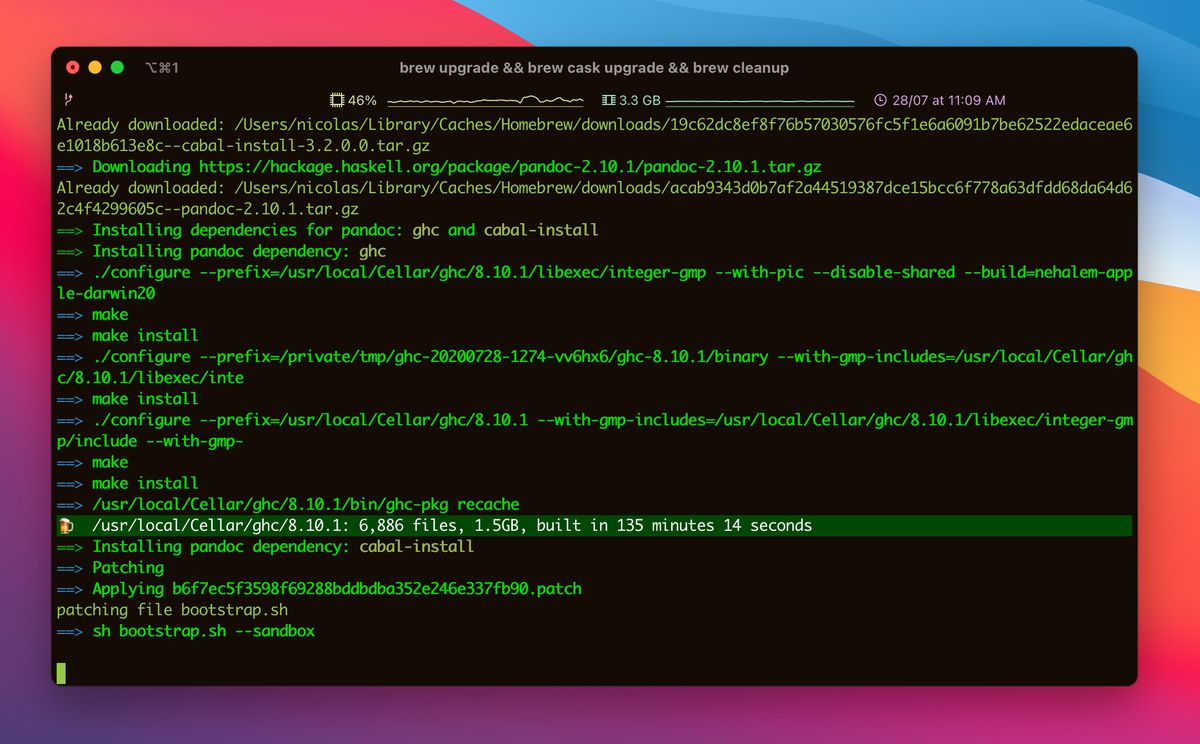 ⌥⌘1
brew upgrade && brew cask upgrade && brew cleanup
46%
3.3 GB
28/07 at 11:09 AM
Already downloaded: /Users/nicolas/Library/Caches/Homebrew/downloads/19c62dc8ef8f76b57030576fc5f1e6a6091b7be62522edaceae6
e1018b613e8c--cabal-install-3.2.0.0.tar.gz
==> Downloading https://hackage.haskell.org/package/pandoc-2.10.1/pandoc-2.10.1.tar.gz
Already downloaded: /Users/nicolas/Library/Caches/Homebrew/downloads/acab9343d0b7af2a44519387dce15bcc6f778a63dfdd68da64d6
2c4f4299605c--pandoc-2.10.1.tar.gz
==> Installing dependencies for pandoc: ghc and cabal-install
==> Installing pandoc dependency: ghc
==> ./configure --prefix=/usr/local/Cellar/ghc/8.10.1/libexec/integer-gmp --with-pic --disable-shared --build=nehalem-app
le-darwin20
==> make
==> make install
==> ./configure --prefix=/private/tmp/ghc-20200728-1274-vv6hx6/ghc-8.10.1/binary --with-gmp-includes=/usr/local/Cellar/gh
c/8.10.1/libexec/inte
==> make install
==> ./configure --prefix=/usr/local/Cellar/ghc/8.10.1 --with-gmp-includes=/usr/local/Cellar/ghc/8.10.1/libexec/integer-gm
p/include --with-gmp-
==> make
==> make install
==> /usr/local/Cellar/ghc/8.10.1/bin/ghc-pkg recache
🍺 /usr/local/Cellar/ghc/8.10.1: 6,886 files, 1.5GB, built in 135 minutes 14 seconds
==> Installing pandoc dependency: cabal-install
==> Patching
==> Applying b6f7ec5f3598f69288bddbdba352e246e337fb90.patch
patching file bootstrap.sh
==> sh bootstrap.sh --sandbox